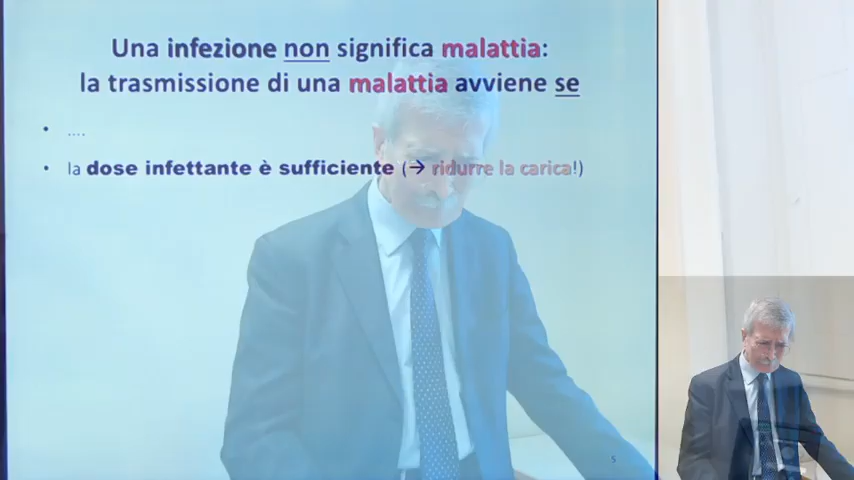 Una infezione non significa malattia:
la trasmissione di una malattia avviene se
• ....
• la dose infettante è sufficiente (→ ridurre la carica!)
5